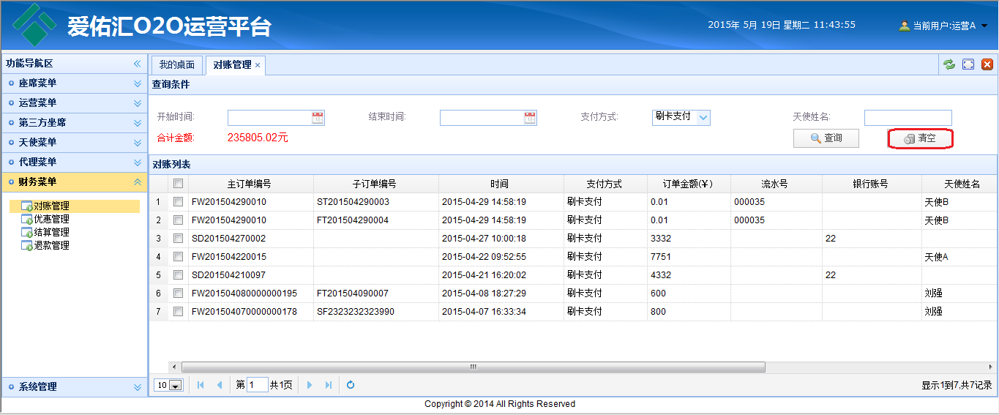 爱佑汇O2O运营平台
2015年 5月 19日 星期二 11:43:55 当前用户:运营A
功能导航区
座席菜单
运营菜单
第三方坐席
天使菜单
代理菜单
财务菜单
对账管理
优惠管理
结算管理
退款管理
系统管理
我的桌面 对账管理
查询条件
开始时间: 结束时间: 支付方式: 刷卡支付 天使姓名:
合计金额: 235805.02元 查询 清空
对账列表
主订单编号 子订单编号 时间 支付方式 订单金额(¥) 流水号 银行账号 天使姓名
1 FW201504290010 ST201504290003 2015-04-29 14:58:19 刷卡支付 0.01 000035 天使B
2 FW201504290010 FT201504290004 2015-04-29 14:58:19 刷卡支付 0.01 000035 天使B
3 SD201504270002 2015-04-27 10:00:18 刷卡支付 3332 22
4 FW201504220015 2015-04-22 09:52:55 刷卡支付 7751 天使A
5 SD201504210097 2015-04-21 16:20:02 刷卡支付 4332 22
6 FW201504080000000195 FT201504090007 2015-04-08 18:27:29 刷卡支付 600 刘强
7 FW201504070000000178 SF2323232323990 2015-04-07 16:33:34 刷卡支付 800 刘强
10 第 1 共1页 显示1到7,共7记录
Copyright © 2014 All Rights Reserved